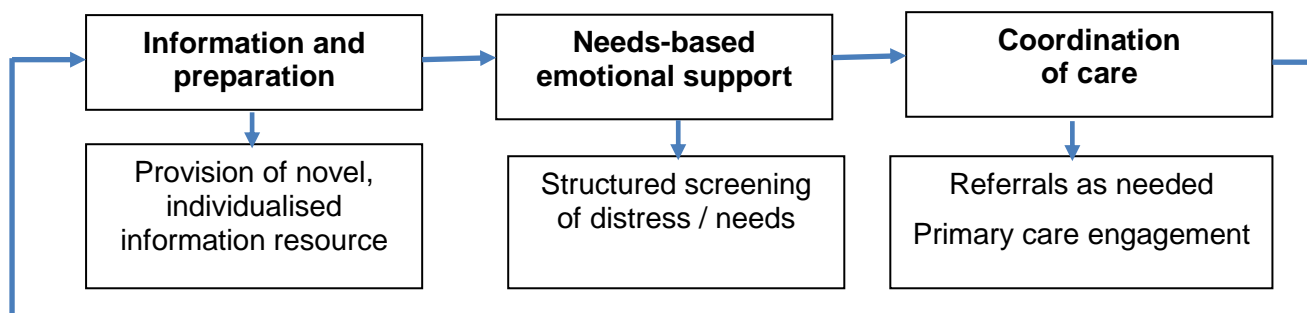 Information and
preparation
Needs-based
emotional support
Coordination
of care
Provision of novel,
individualised
information resource
Structured screening
of distress / needs
Referrals as needed
Primary care engagement